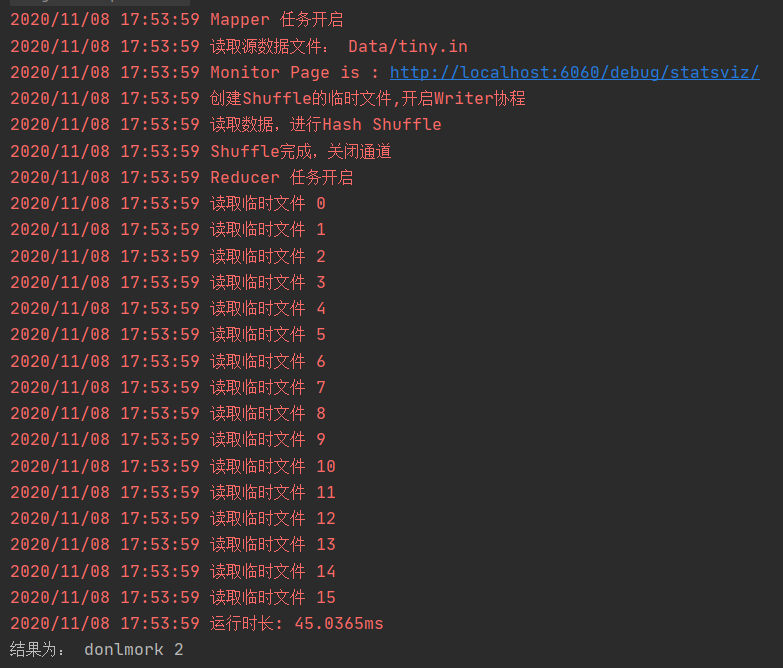 2020/11/08 17:53:59 Mapper 任务开启
2020/11/08 17:53:59 读取源数据文件： Data/tiny.in
2020/11/08 17:53:59 Monitor Page is : http://localhost:6060/debug/statsviz/
2020/11/08 17:53:59 创建Shuffle的临时文件,开启Writer协程
2020/11/08 17:53:59 读取数据，进行Hash Shuffle
2020/11/08 17:53:59 Shuffle完成，关闭通道
2020/11/08 17:53:59 Reducer 任务开启
2020/11/08 17:53:59 读取临时文件 0
2020/11/08 17:53:59 读取临时文件 1
2020/11/08 17:53:59 读取临时文件 2
2020/11/08 17:53:59 读取临时文件 3
2020/11/08 17:53:59 读取临时文件 4
2020/11/08 17:53:59 读取临时文件 5
2020/11/08 17:53:59 读取临时文件 6
2020/11/08 17:53:59 读取临时文件 7
2020/11/08 17:53:59 读取临时文件 8
2020/11/08 17:53:59 读取临时文件 9
2020/11/08 17:53:59 读取临时文件 10
2020/11/08 17:53:59 读取临时文件 11
2020/11/08 17:53:59 读取临时文件 12
2020/11/08 17:53:59 读取临时文件 13
2020/11/08 17:53:59 读取临时文件 14
2020/11/08 17:53:59 读取临时文件 15
2020/11/08 17:53:59 运行时长: 45.0365ms
结果为： donlmork 2